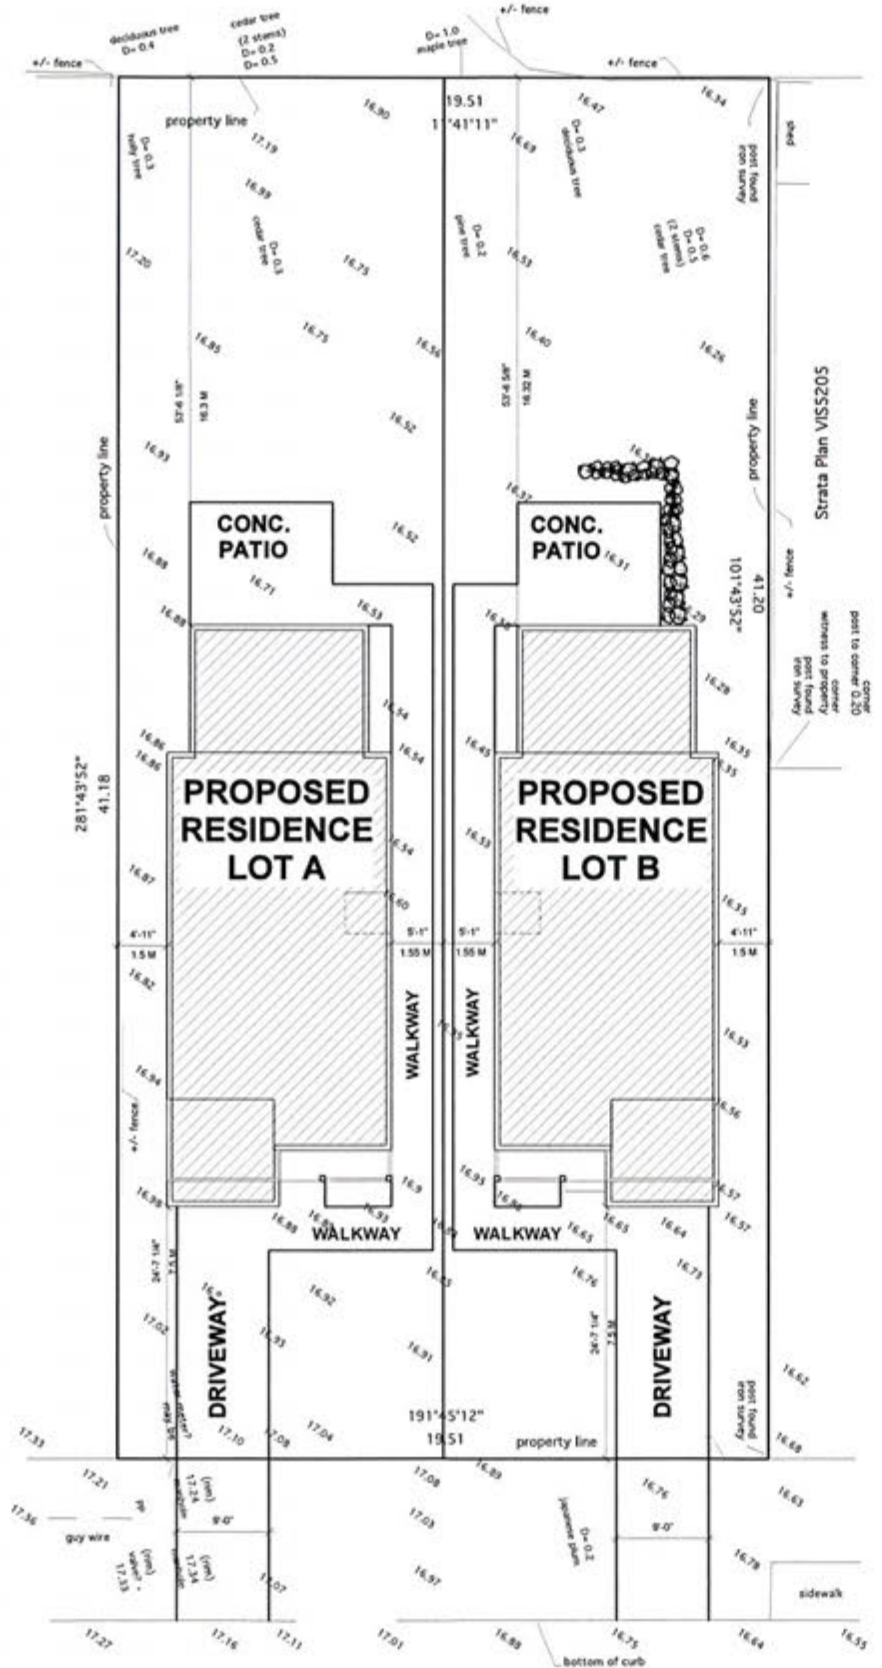 +/- fence
cedar tree
(2 stems)
D= 0.2
D= 0.5
deciduous tree
D= 0.4
D= 1.0
maple tree
+/- fence
+/- fence
19.51
11°41'11"
16.90
16.47
16.34
property line
17.19
16.63
D= 0.3
deciduous tree
D= 0.3
holly tree
shed
post found
iron survey
16.99
D= 0.3
cedar tree
D= 0.2
pine tree
D= 0.6
D= 0.5
(2 stems)
cedar tree
17.20
16.75
16.53
16.85
16.75
16.56
16.40
16.26
53'-6 1/8"
16.3 M
53'-6 5/8"
16.32 M
16.52
property line
property line
Strata Plan VIS5205
16.93
16.37
CONC.
PATIO
CONC.
PATIO
16.52
16.31
16.88
16.71
16.53
16.89
41.20
101°43'52"
+/- fence
corner
post to corner 0.20
witness to property
corner
post found
iron survey
16.28
16.54
16.86
16.86
16.54
16.45
16.35
281°43'52"
41.18
PROPOSED
RESIDENCE
LOT A
PROPOSED
RESIDENCE
LOT B
16.54
16.53
16.87
16.60
16.35
4'-11"
1.5 M
5'-1"
1.55 M
5'-1"
1.55 M
4'-11"
1.5 M
16.82
WALKWAY
WALKWAY
16.53
16.94
16.56
+/- fence
16.98
16.9
16.95
16.57
16.88
16.93
16.65
16.65
16.64
16.57
WALKWAY
WALKWAY
24'-7 1/4"
7.5 M
16.76
16.73
16.92
17.02
DRIVEWAY
16.93
16.91
24'-7 1/4"
7.5 M
DRIVEWAY
16.62
post found
iron survey
17.33
17.10
17.08
17.04
191°45'12"
19.51
property line
16.68
17.21
17.08
16.89
16.76
16.63
17.36
PP
guy wire
(rim)
17.24
manhole
9'-0"
17.03
D= 0.2
japanese plum
9'-0"
(rim)
17.34
17.33
17.07
16.97
16.78
sidewalk
17.27
17.16
17.11
17.01
16.88
16.75
16.64
16.55
bottom of curb